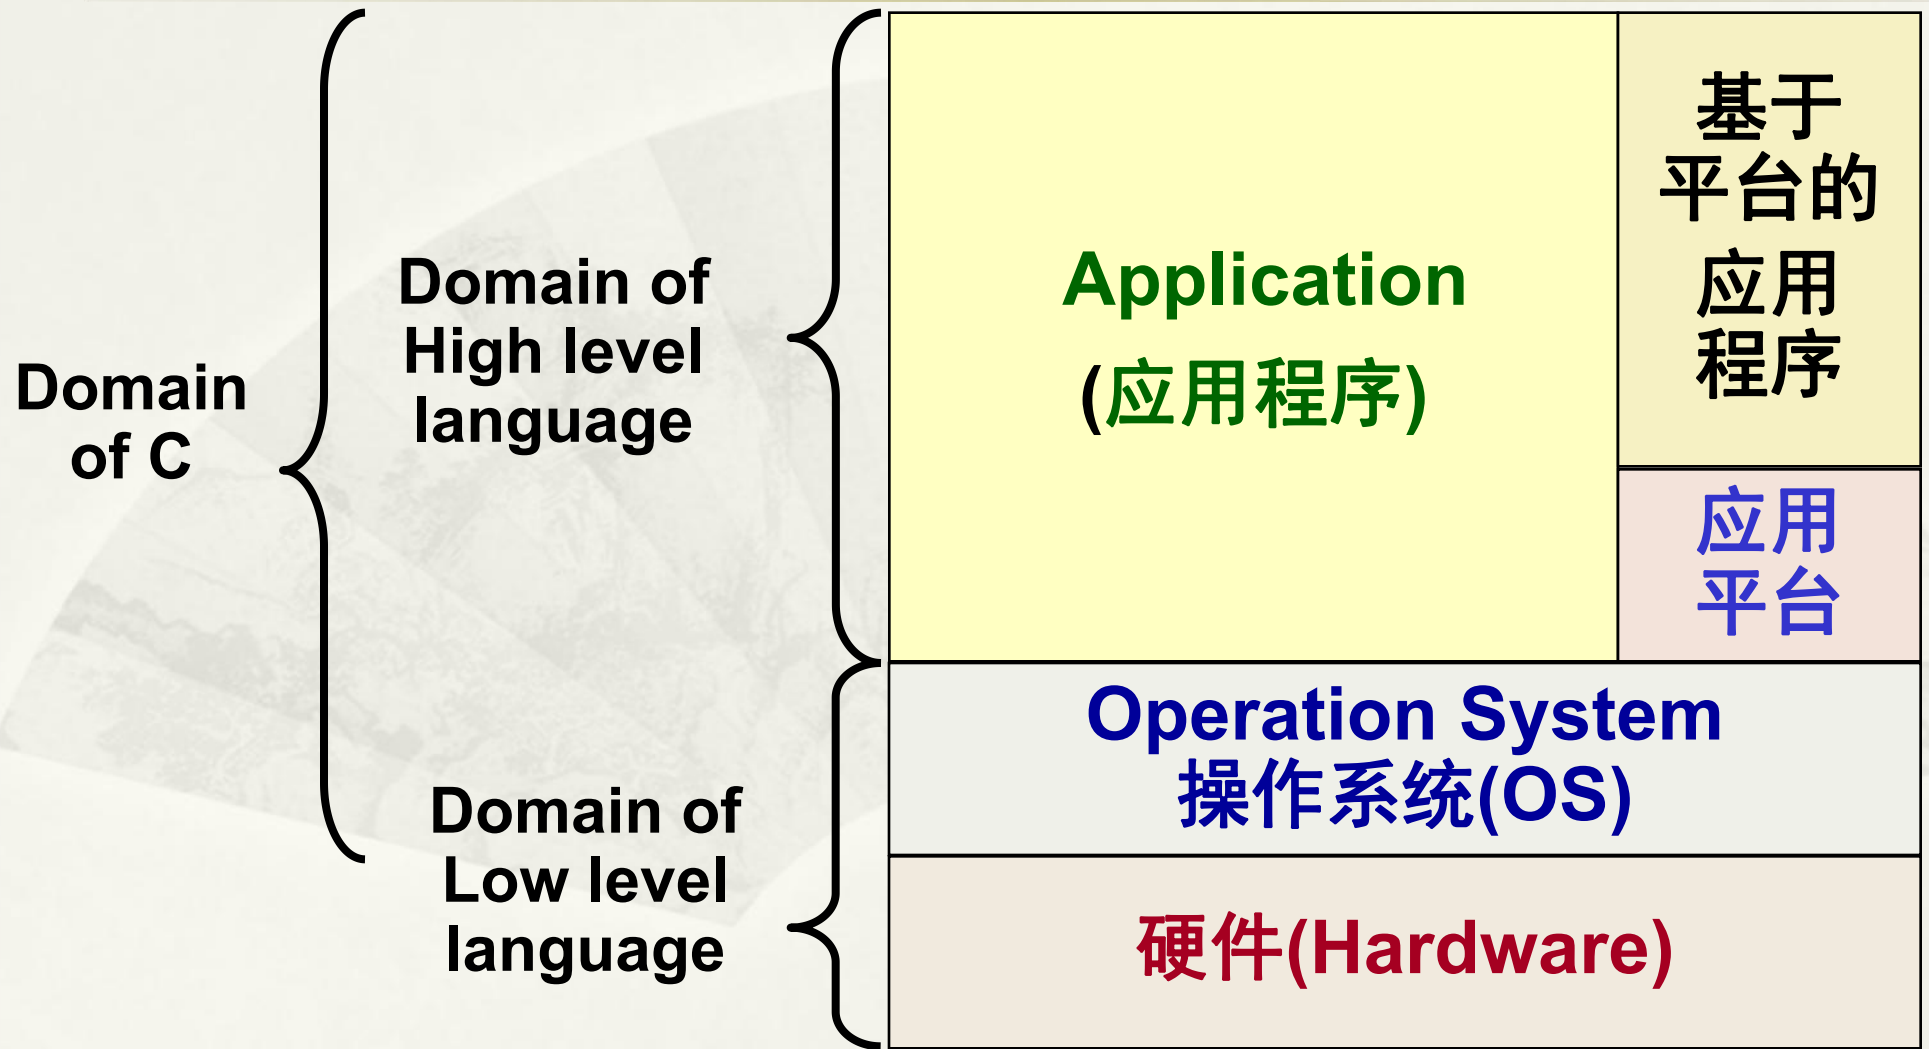 Domain
of C
Domain of
High level
language
Domain of
Low level
language
Application
(应用程序)
基于
平台的
应用
程序
应用
平台
Operation System
操作系统(OS)
硬件(Hardware)